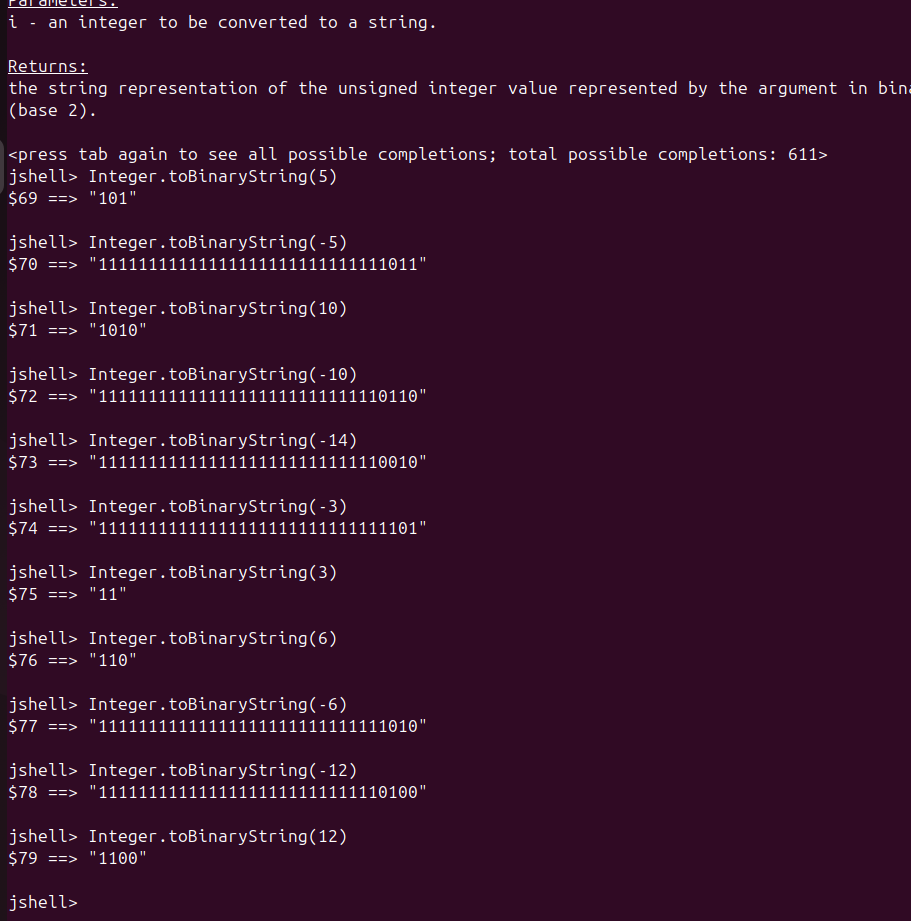 Parameters:
i - an integer to be converted to a string.
Returns:
the string representation of the unsigned integer value represented by the argument in bina
(base 2).
<press tab again to see all possible completions; total possible completions: 611>
jshell> Integer.toBinaryString(5)
$69 ==> "101"
jshell> Integer.toBinaryString(-5)
$70 ==> "11111111111111111111111111111011"
jshell> Integer.toBinaryString(10)
$71 ==> "1010"
jshell> Integer.toBinaryString(-10)
$72 ==> "11111111111111111111111111110110"
jshell> Integer.toBinaryString(-14)
$73 ==> "11111111111111111111111111110010"
jshell> Integer.toBinaryString(-3)
$74 ==> "11111111111111111111111111111101"
jshell> Integer.toBinaryString(3)
$75 ==> "11"
jshell> Integer.toBinaryString(6)
$76 ==> "110"
jshell> Integer.toBinaryString(-6)
$77 ==> "11111111111111111111111111111010"
jshell> Integer.toBinaryString(-12)
$78 ==> "11111111111111111111111111110100"
jshell> Integer.toBinaryString(12)
$79 ==> "1100"
jshell>